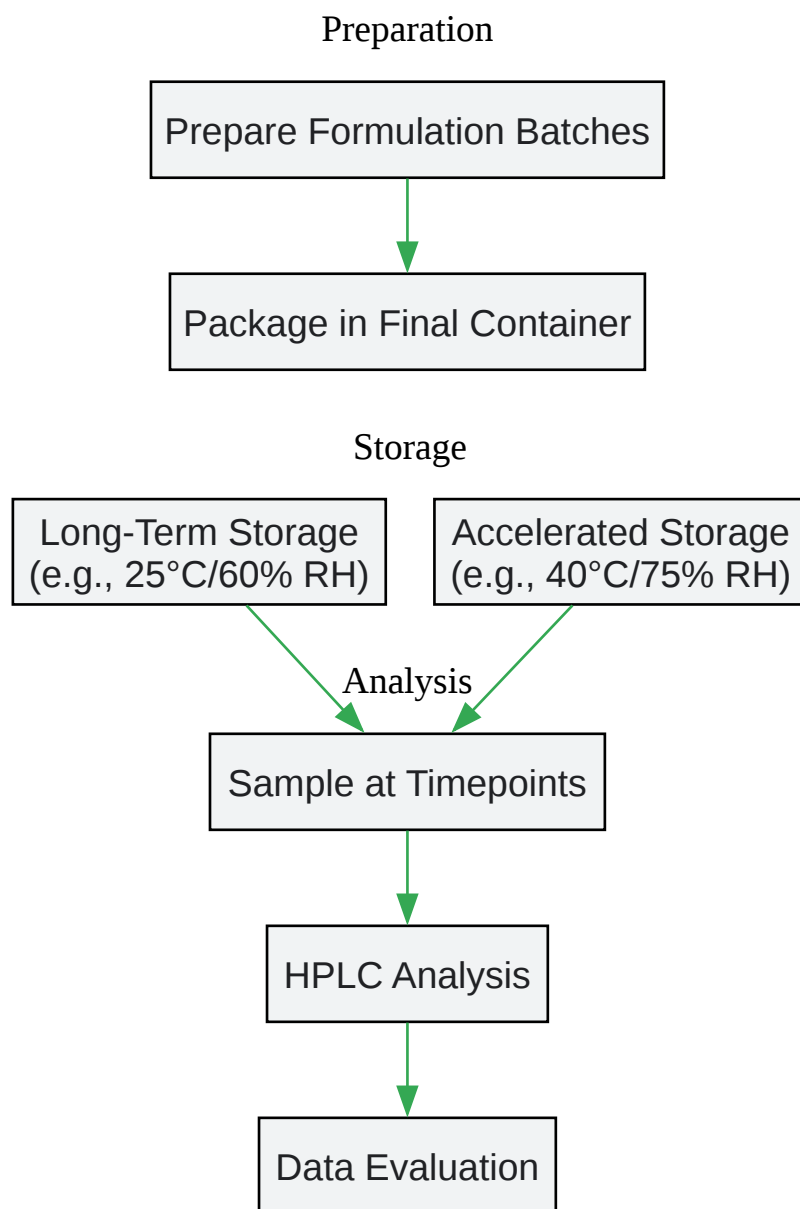 Preparation
Prepare Formulation Batches
Package in Final Container
Storage
Long-Term Storage
(e.g., 25°C/60% RH)
Accelerated Storage
(e.g., 40°C/75% RH)
Analysis
Sample at Timepoints
HPLC Analysis
Data Evaluation